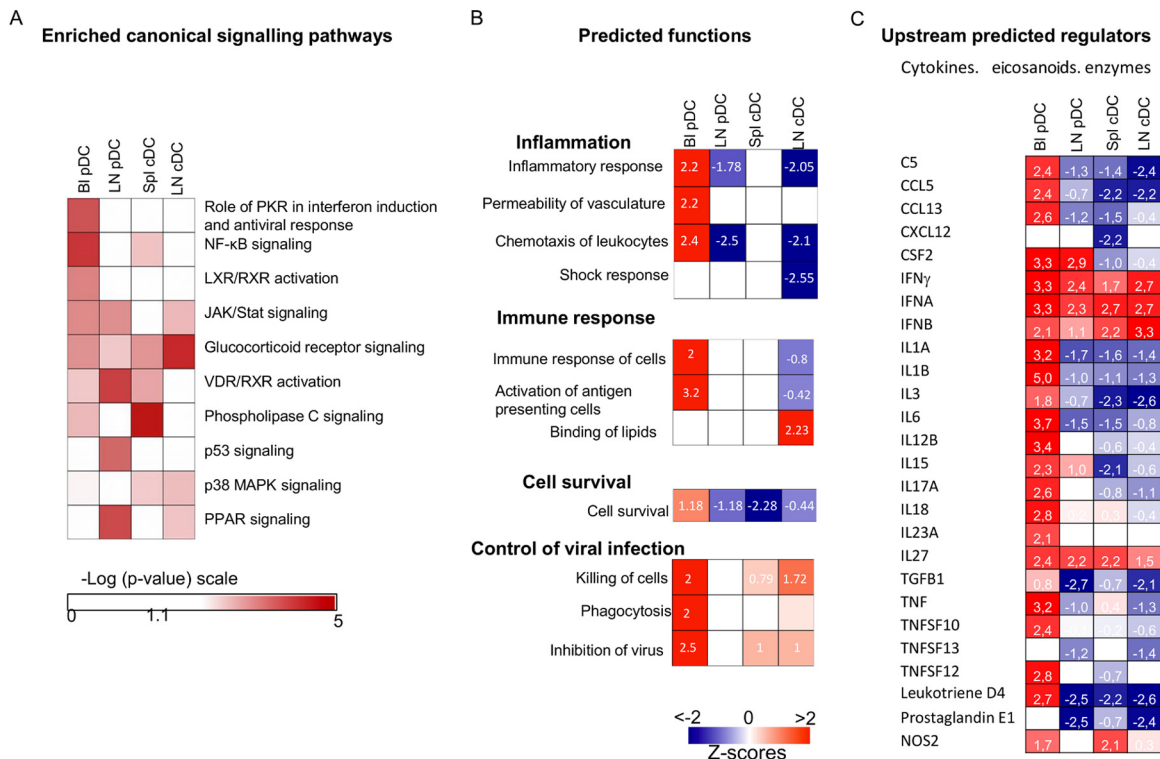 A
Enriched canonical signalling pathways
Bl pDC
LN pDC
Spl cDC
LN cDC
Role of PKR in interferon induction
and antiviral response
NF-κB signaling
LXR/RXR activation
JAK/Stat signaling
Glucocorticoid receptor signaling
VDR/RXR activation
Phospholipase C signaling
p53 signaling
p38 MAPK signaling
PPAR signaling
-Log (p-value) scale
0 1.1 5
B
Predicted functions
Bl pDC
LN pDC
Spl cDC
LN cDC
Inflammation
Inflammatory response 2.2 -1.78 -2.05
Permeability of vasculature 2.2
Chemotaxis of leukocytes 2.4 -2.5 -2.1
Shock response -2.55
Immune response
Immune response of cells 2 -0.8
Activation of antigen
presenting cells 3.2 -0.42
Binding of lipids 2.23
Cell survival
Cell survival 1.18 -1.18 -2.28 -0.44
Control of viral infection
Killing of cells 2 0.79 1.72
Phagocytosis 2
Inhibition of virus 2.5 1 1
<-2 0 >2
Z-scores
C
Upstream predicted regulators
Cytokines. eicosanoids. enzymes
Bl pDC
LN pDC
Spl cDC
LN cDC
C5 2,4 -1,3 -1,4 -2,4
CCL5 2,4 -0,7 -2,2 -2,2
CCL13 2,6 -1,2 -1,5 -0,4
CXCL12 -2,2
CSF2 3,3 2,9 -1,0 -0,4
IFNγ 3,3 2,4 1,7 2,7
IFNA 3,3 2,3 2,7 2,7
IFNB 2,1 1,1 2,2 3,3
IL1A 3,2 -1,7 -1,6 -1,4
IL1B 5,0 -1,0 -1,1 -1,3
IL3 1,8 -0,7 -2,3 -2,6
IL6 3,7 -1,5 -1,5 -0,8
IL12B 3,4 -0,6 -0,4
IL15 2,3 1,0 -2,1 -0,6
IL17A 2,6 -0,8 -1,1
IL18 2,8 0,2 0,3 -0,4
IL23A 2,1
IL27 2,4 2,2 2,2 1,5
TGFB1 0,8 -2,7 -0,7 -2,1
TNF 3,2 -1,0 0,4 -1,3
TNFSF10 2,4 -0,2 -0,6
TNFSF13 -1,2 -1,4
TNFSF12 2,8 -0,7
Leukotriene D4 2,7 -2,5 -2,2 -2,6
Prostaglandin E1 -2,5 -0,7 -2,4
NOS2 1,7 2,1 0,3